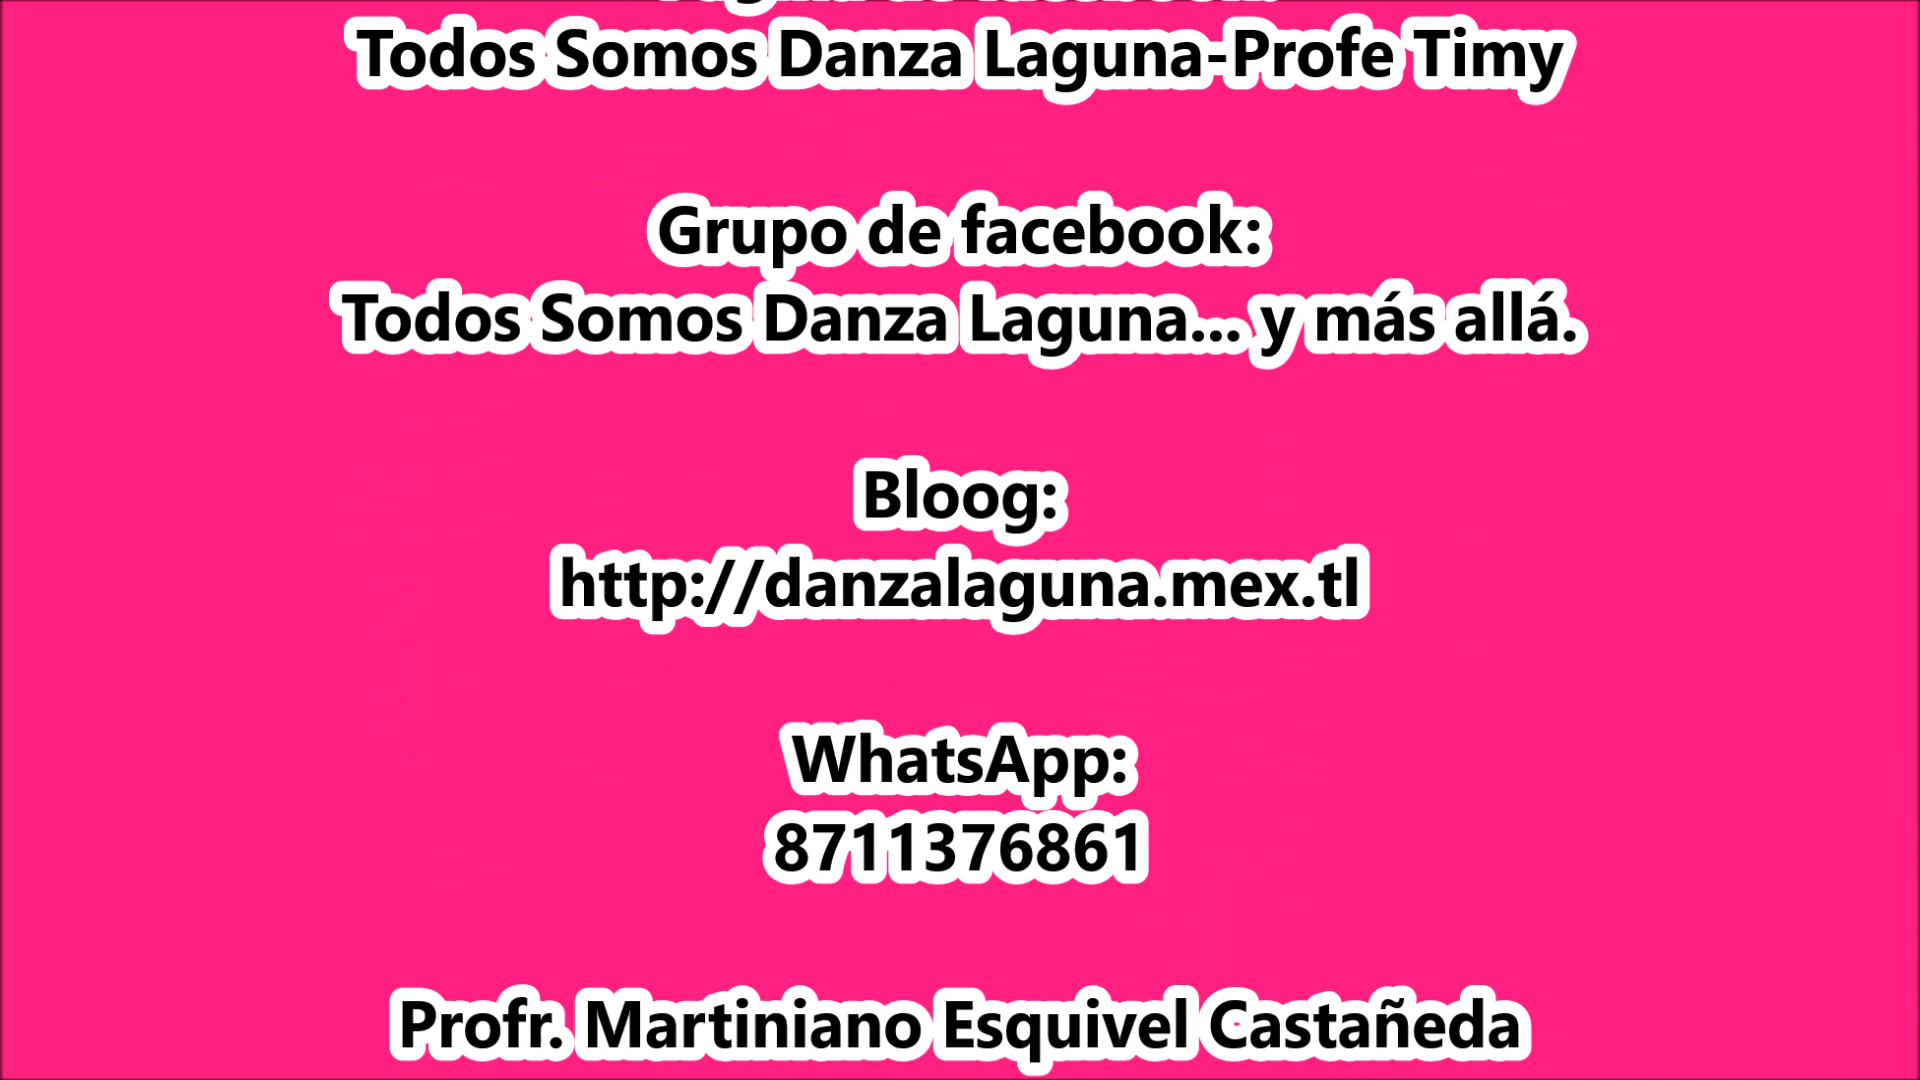 Todos Somos Danza Laguna-Profe Timy
Grupo de facebook:
Todos Somos Danza Laguna... y más allá.
Bloog:
http://danzalaguna.mex.tl
WhatsApp:
8711376861
Profr. Martiniano Esquivel Castañeda